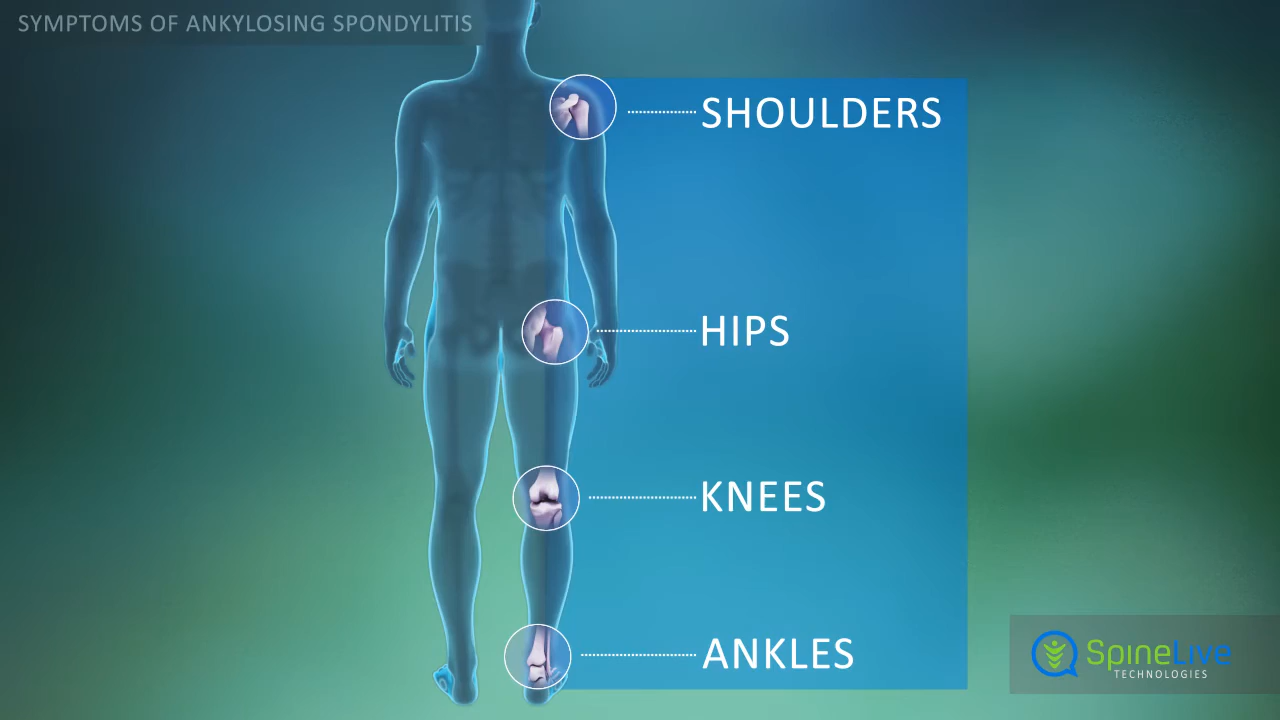 SYMPTOMS OF ANKYLOSING SPONDYLITIS
SHOULDERS
HIPS
KNEES
ANKLES
SpineLive
TECHNOLOGIES